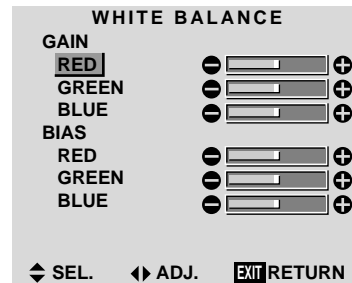 WHITE BALANCE
GAIN
RED
GREEN
BLUE
BIAS
RED
GREEN
BLUE
SEL. ADJ. EXIT RETURN